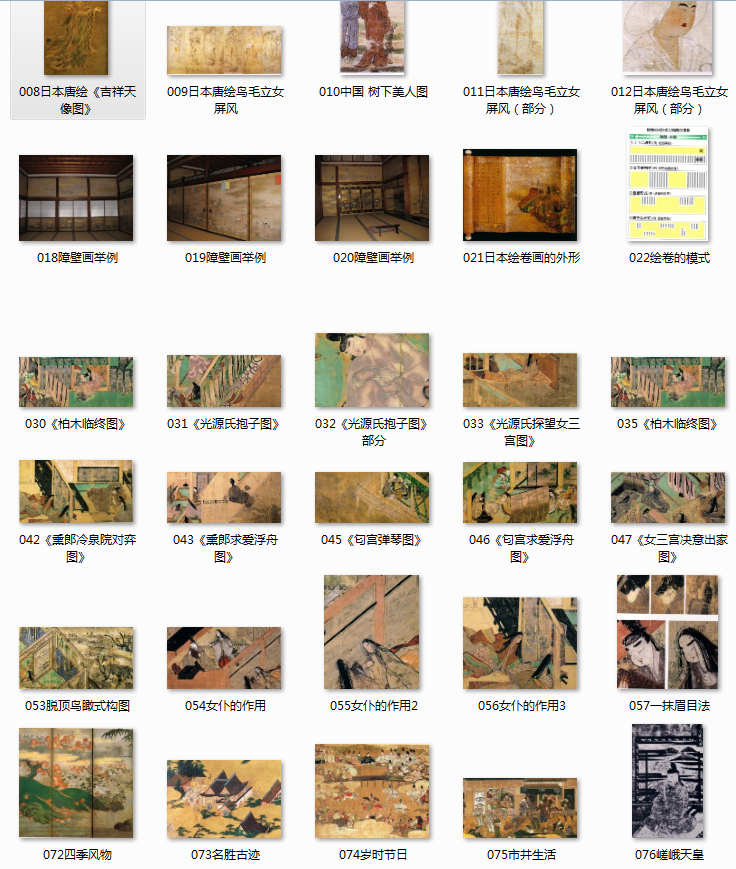 008日本唐绘《吉祥天
像图》
009日本唐绘鸟毛立女
屏风
010中国 树下美人图
011日本唐绘鸟毛立女
屏风（部分）
012日本唐绘鸟毛立女
屏风（部分）
018障壁画举例
019障壁画举例
020障壁画举例
021日本绘卷画的外形
022绘卷的模式
030《柏木临终图》
031《光源氏抱子图》
032《光源氏抱子图》
部分
033《光源氏探望女三
宫图》
035《柏木临终图》
042《薰郎冷泉院对弈
图》
043《薰郎求爱浮舟
图》
045《匂宫弹琴图》
046《匂宫求爱浮舟
图》
047《女三宫决意出家
图》
053脱顶鸟瞰式构图
054女仆的作用
055女仆的作用2
056女仆的作用3
057一抹眉目法
072四季风物
073名胜古迹
074岁时节日
075市井生活
076嵯峨天皇